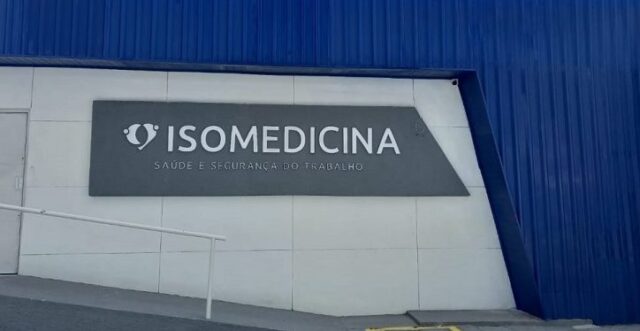 ISOMEDICINA
SAÚDE E SEGURANÇA DO TRABALHO